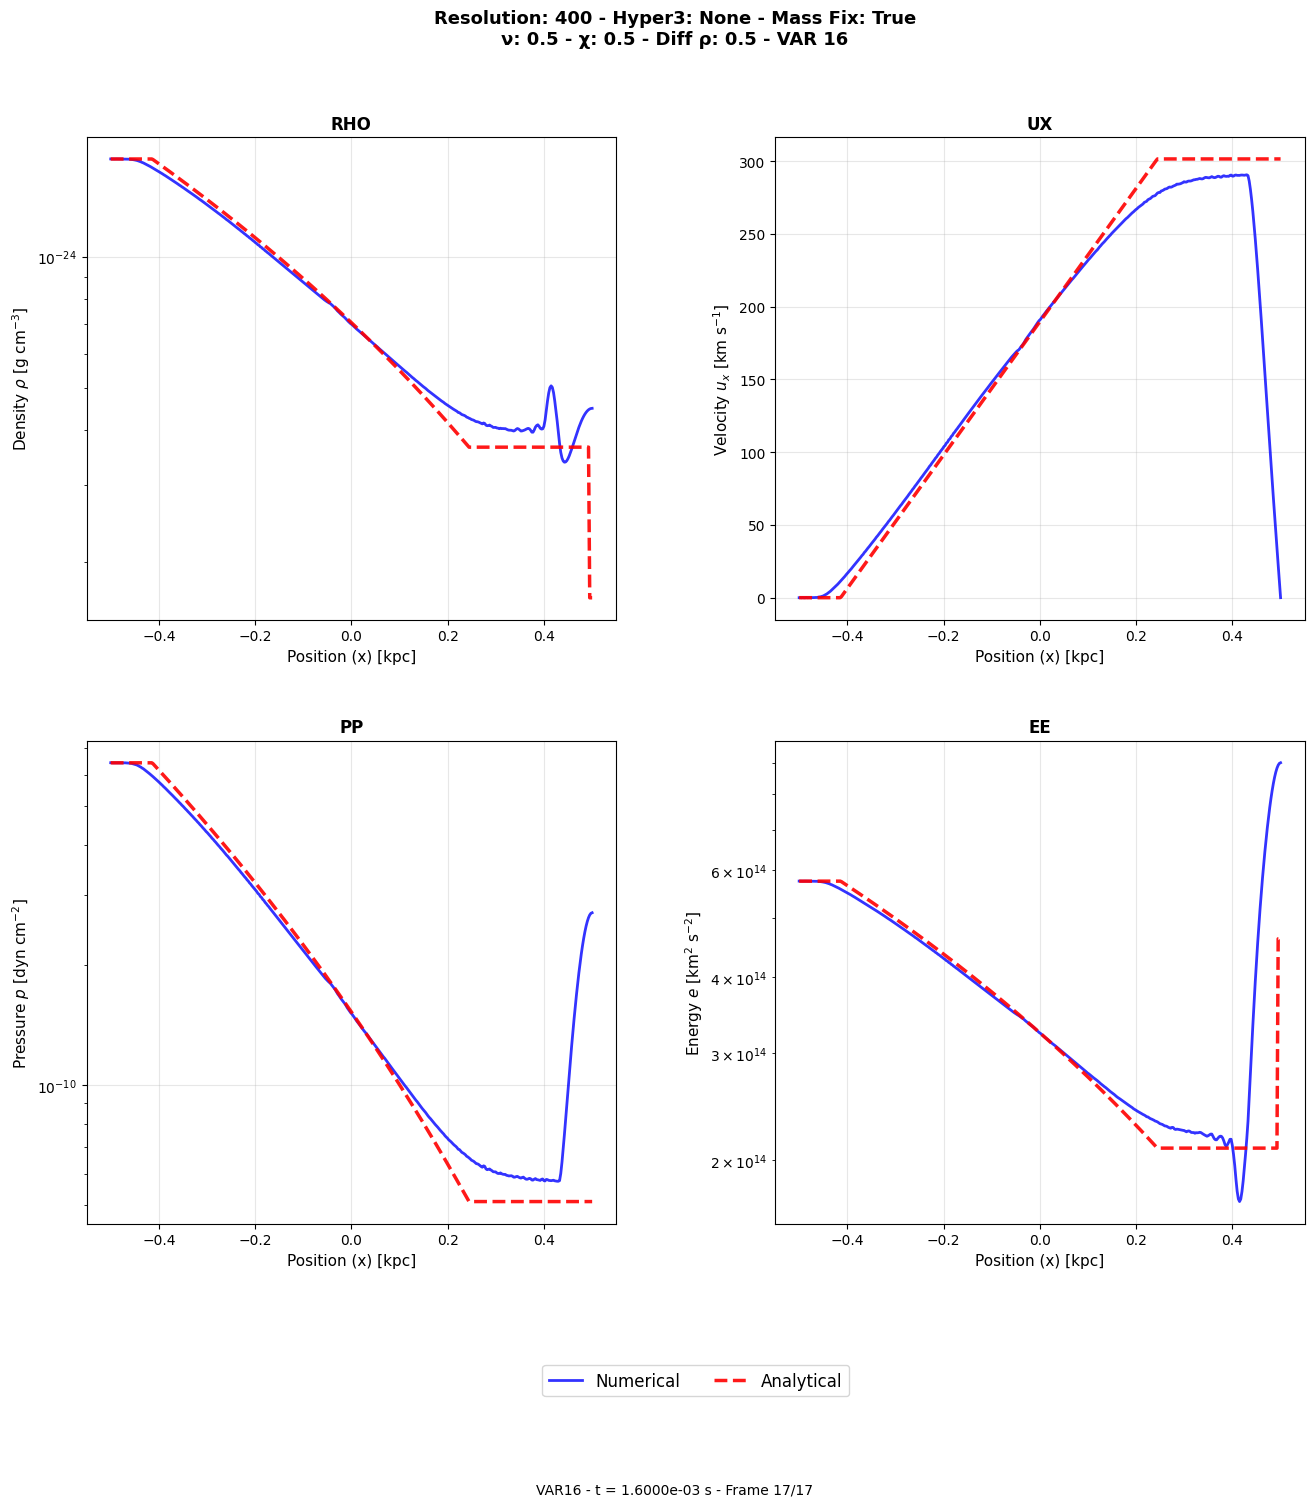 Resolution: 400 - Hyper3: None - Mass Fix: True
ν: 0.5 - χ: 0.5 - Diff ρ: 0.5 - VAR 16
RHO
Density ρ [g cm⁻³]
10⁻²⁴
−0.4 −0.2 0.0 0.2 0.4
Position (x) [kpc]
UX
Velocity uₓ [km s⁻¹]
300
250
200
150
100
50
0
−0.4 −0.2 0.0 0.2 0.4
Position (x) [kpc]
PP
Pressure p [dyn cm⁻²]
10⁻¹⁰
−0.4 −0.2 0.0 0.2 0.4
Position (x) [kpc]
EE
Energy e [km² s⁻²]
6 × 10¹⁴
4 × 10¹⁴
3 × 10¹⁴
2 × 10¹⁴
−0.4 −0.2 0.0 0.2 0.4
Position (x) [kpc]
Numerical Analytical
VAR16 - t = 1.6000e-03 s - Frame 17/17